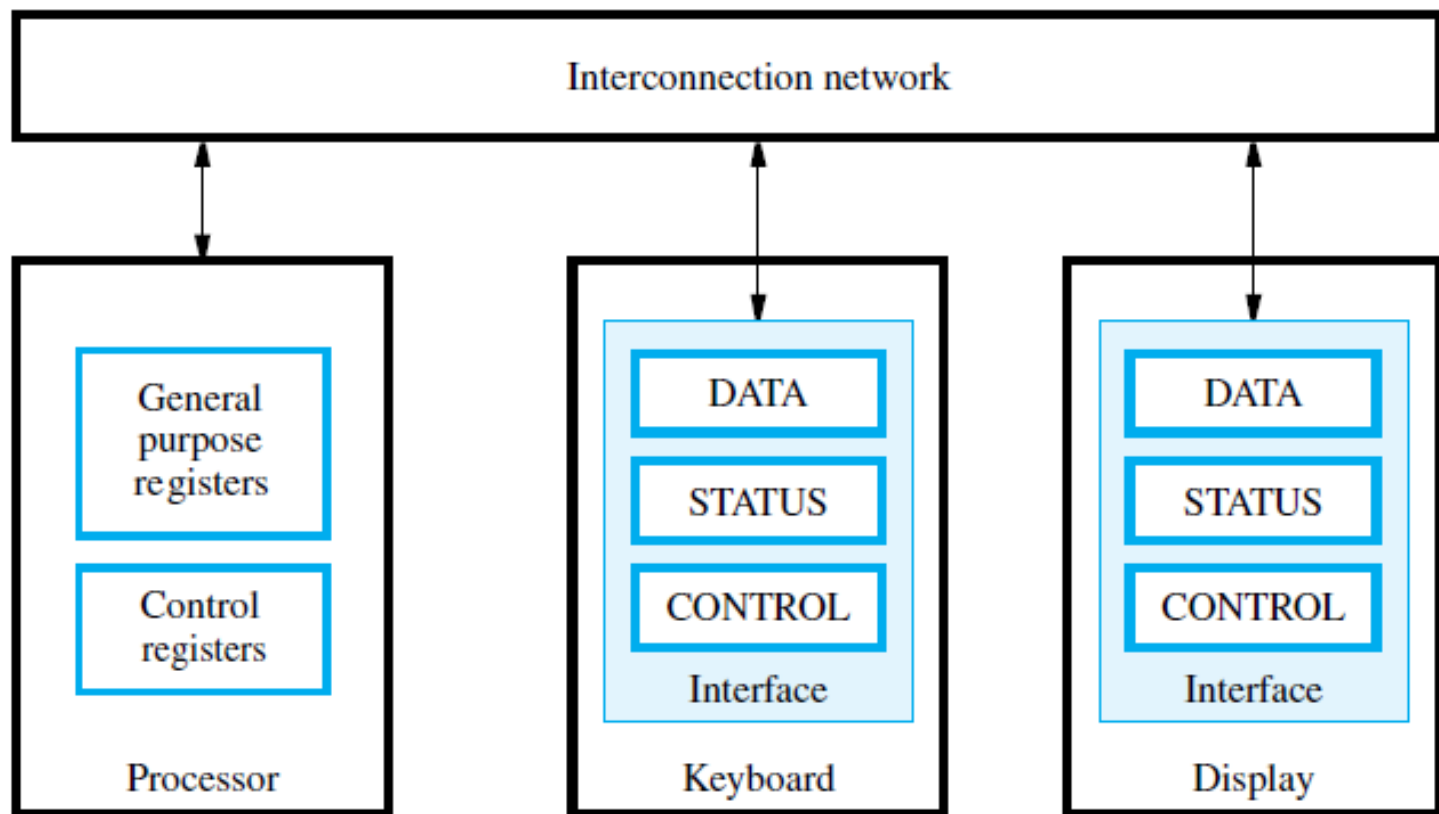 Interconnection network
General
purpose
registers
Control
registers
Processor
DATA
STATUS
CONTROL
Interface
Keyboard
DATA
STATUS
CONTROL
Interface
Display